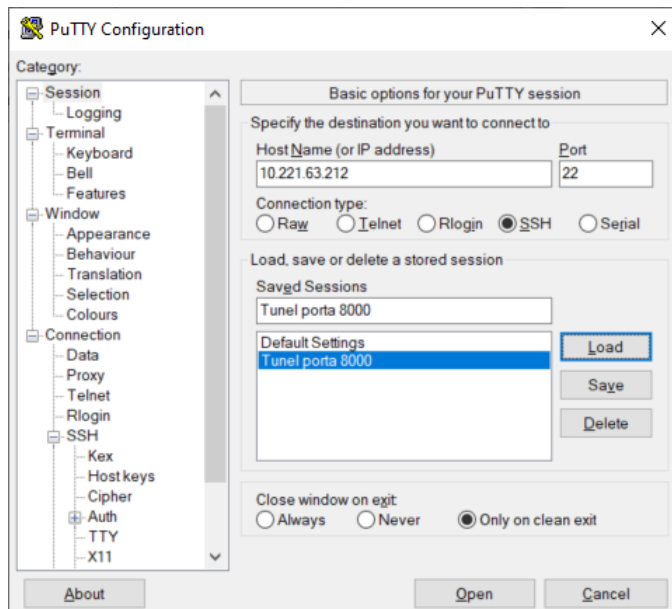 PuTTY Configuration
Category:
Session
Logging
Terminal
Keyboard
Bell
Features
Window
Appearance
Behaviour
Translation
Selection
Colours
Connection
Data
Proxy
Telnet
Rlogin
SSH
Kex
Host keys
Cipher
Auth
TTY
X11
Basic options for your PuTTY session
Specify the destination you want to connect to
Host Name (or IP address) Port
10.221.63.212 22
Connection type:
Raw Telnet Rlogin SSH Serial
Load, save or delete a stored session
Saved Sessions
Tunel porta 8000
Default Settings
Tunel porta 8000
Load
Save
Delete
Close window on exit:
Always Never Only on clean exit
About Open Cancel